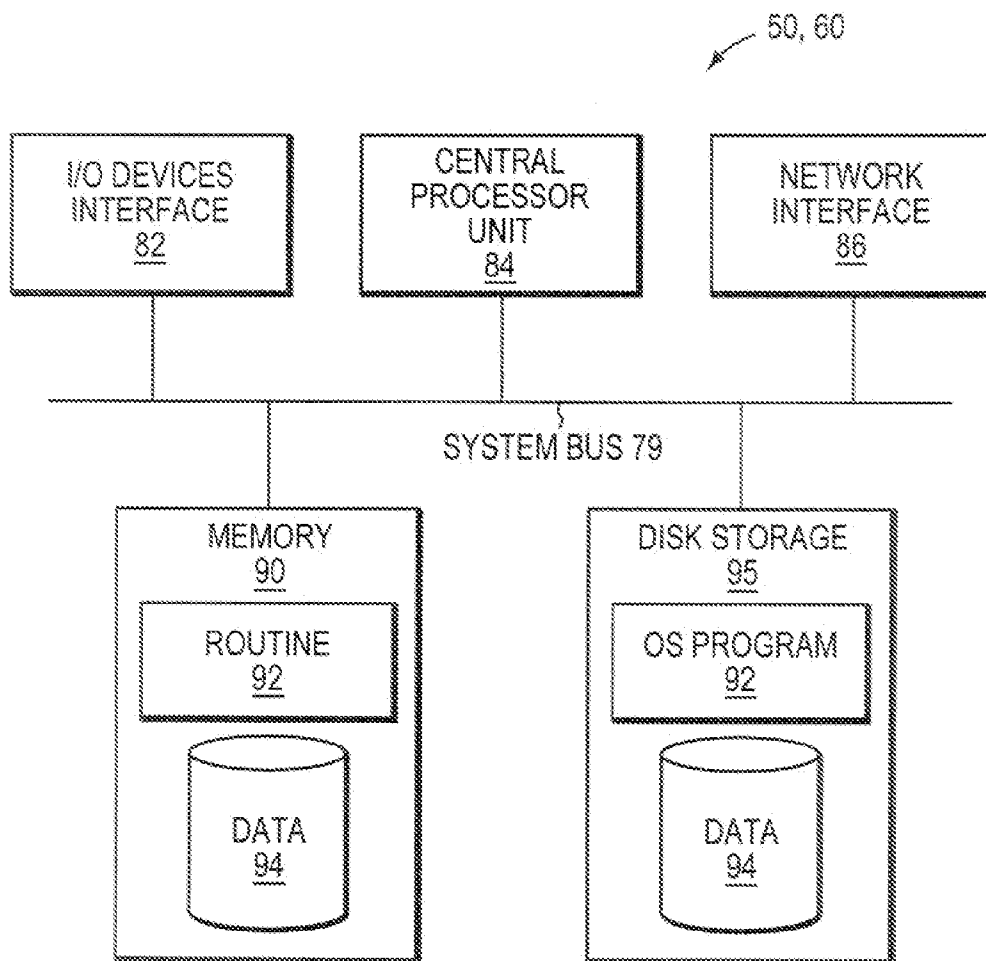 50, 60
I/O DEVICES
INTERFACE
82
CENTRAL
PROCESSOR
UNIT
84
NETWORK
INTERFACE
86
SYSTEM BUS 79
MEMORY
90
ROUTINE
92
DATA
94
DISK STORAGE
95
OS PROGRAM
92
DATA
94